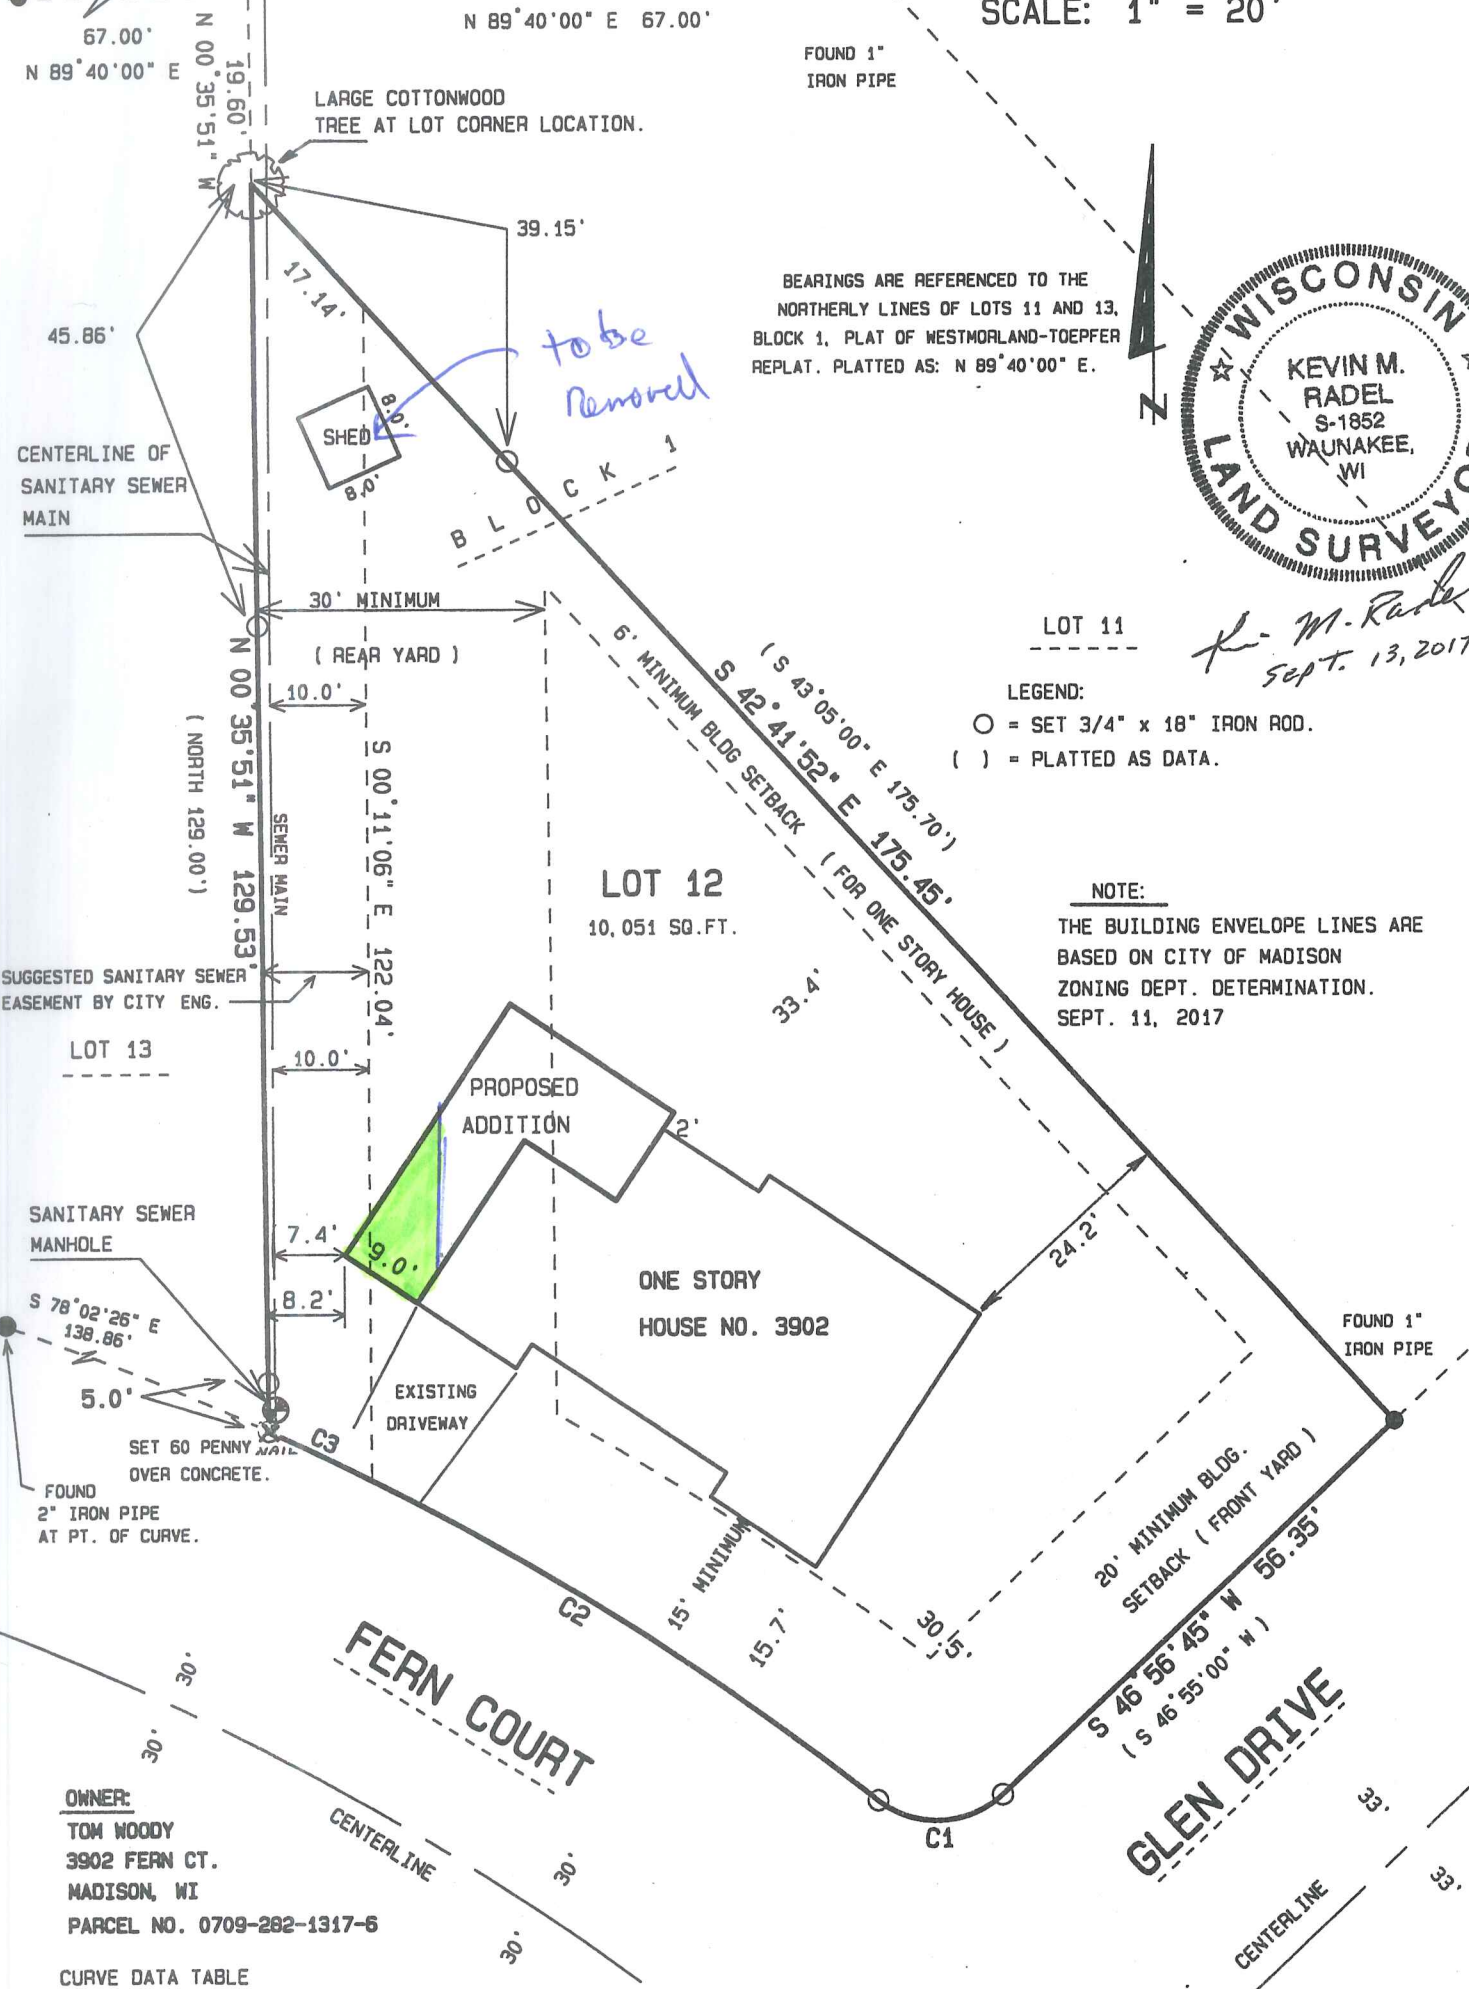 67.00'
N 89°40'00" E
N 89°40'00" E 67.00'
SCALE: 1" = 20'
N 00°35'51" W
19.60'
FOUND 1"
IRON PIPE
LARGE COTTONWOOD
TREE AT LOT CORNER LOCATION.
39.15'
17.14'
45.86'
BEARINGS ARE REFERENCED TO THE
NORTHERLY LINES OF LOTS 11 AND 13,
BLOCK 1, PLAT OF WESTMORLAND-TOEPFER
REPLAT. PLATTED AS: N 89°40'00" E.
N
WISCONSIN
KEVIN M.
RADEL
S-1852
WAUNAKEE,
WI
LAND SURVEYO
to be
Removed
SHED
8.0'
8.0'
BLOCK 1
CENTERLINE OF
SANITARY SEWER
MAIN
30' MINIMUM
( REAR YARD )
10.0'
LOT 11
Kevin M. Radel
Sept. 13, 2017
LEGEND:
O = SET 3/4" x 18" IRON ROD.
( ) = PLATTED AS DATA.
6' MINIMUM BLDG SETBACK ( FOR ONE STORY HOUSE )
S 42°41'52" E 175.45'
( S 43°05'00" E 175.70')
N 00°35'51" W 129.53'
( NORTH 129.00')
SEWER MAIN
S 00°11'06" E 122.04'
LOT 12
10,051 SQ.FT.
NOTE:
THE BUILDING ENVELOPE LINES ARE
BASED ON CITY OF MADISON
ZONING DEPT. DETERMINATION.
SEPT. 11, 2017
SUGGESTED SANITARY SEWER
EASEMENT BY CITY ENG.
33.4'
LOT 13
10.0'
PROPOSED
ADDITION
2'
SANITARY SEWER
MANHOLE
7.4'
9.0'
8.2'
24.2'
ONE STORY
HOUSE NO. 3902
S 78°02'26" E
138.86'
5.0'
FOUND 1"
IRON PIPE
EXISTING
DRIVEWAY
C3
SET 60 PENNY NAIL
OVER CONCRETE.
FOUND
2" IRON PIPE
AT PT. OF CURVE.
20' MINIMUM BLDG.
SETBACK ( FRONT YARD )
15' MINIMUM
15.7'
30.5'
C2
S 46°56'45" W 56.35'
( S 46°55'00" W )
FERN COURT
30'
30'
GLEN DRIVE
C1
33'
33'
CENTERLINE
30'
30'
CENTERLINE
OWNER:
TOM WOODY
3902 FERN CT.
MADISON, WI
PARCEL NO. 0709-282-1317-6
CURVE DATA TABLE